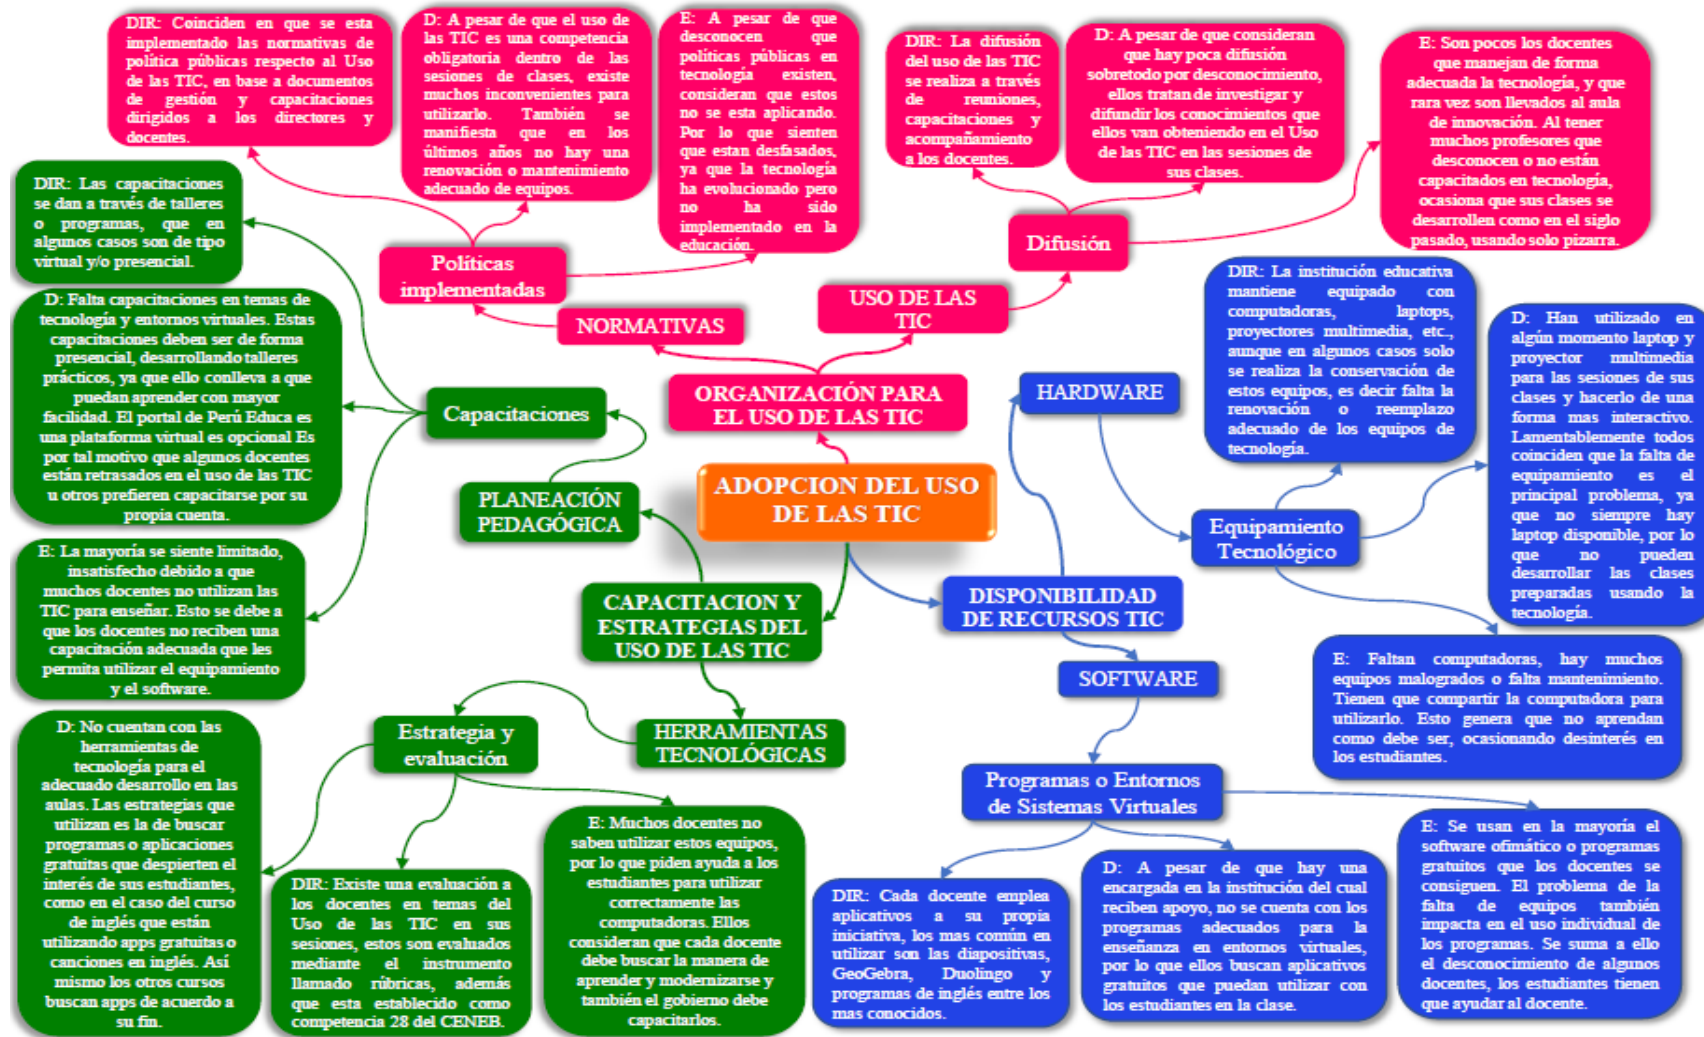 DIR: Coinciden en que se esta
implementado las normativas de
política públicas respecto al Uso
de las TIC, en base a documentos
de gestión y capacitaciones
dirigidos a los directores y
docentes.
D: A pesar de que el uso de
las TIC es una competencia
obligatoria dentro de las
sesiones de clases, existe
muchos inconvenientes para
utilizarlo. También se
manifiesta que en los
últimos años no hay una
renovación o mantenimiento
adecuado de equipos.
E: A pesar de que
desconocen que
políticas públicas en
tecnología existen,
consideran que estos
no se esta aplicando.
Por lo que sienten
que estan desfasados,
ya que la tecnología
ha evolucionado pero
no ha sido
implementado en la
educación.
DIR: La difusión
del uso de las TIC
se realiza a través
de reuniones,
capacitaciones y
acompañamiento
a los docentes.
D: A pesar de que consideran
que hay poca difusión
sobretodo por desconocimiento,
ellos tratan de investigar y
difundir los conocimientos que
ellos van obteniendo en el Uso
de las TIC en las sesiones de
sus clases.
E: Son pocos los docentes
que manejan de forma
adecuada la tecnología, y que
rara vez son llevados al aula
de innovación. Al tener
muchos profesores que
desconocen o no están
capacitados en tecnología,
ocasiona que sus clases se
desarrollen como en el siglo
pasado, usando solo pizarra.
Políticas
implementadas
NORMATIVAS
Difusión
USO DE LAS
TIC
ORGANIZACIÓN PARA
EL USO DE LAS TIC
ADOPCION DEL USO
DE LAS TIC
DIR: Las capacitaciones
se dan a través de talleres
o programas, que en
algunos casos son de tipo
virtual y/o presencial.
D: Falta capacitaciones en temas de
tecnología y entornos virtuales. Estas
capacitaciones deben ser de forma
presencial, desarrollando talleres
prácticos, ya que ello conlleva a que
puedan aprender con mayor
facilidad. El portal de Perú Educa es
una plataforma virtual es opcional Es
por tal motivo que algunos docentes
están retrasados en el uso de las TIC
u otros prefieren capacitarse por su
propia cuenta.
E: La mayoría se siente limitado,
insatisfecho debido a que
muchos docentes no utilizan las
TIC para enseñar. Esto se debe a
que los docentes no reciben una
capacitación adecuada que les
permita utilizar el equipamiento
y el software.
Capacitaciones
PLANEACIÓN
PEDAGÓGICA
CAPACITACION Y
ESTRATEGIAS DEL
USO DE LAS TIC
HERRAMIENTAS
TECNOLÓGICAS
Estrategia y
evaluación
D: No cuentan con las
herramientas de
tecnología para el
adecuado desarrollo en las
aulas. Las estrategias que
utilizan es la de buscar
programas o aplicaciones
gratuitas que despierten el
interés de sus estudiantes,
como en el caso del curso
de inglés que están
utilizando apps gratuitas o
canciones en inglés. Así
mismo los otros cursos
buscan apps de acuerdo a
su fin.
DIR: Existe una evaluación a
los docentes en temas del
Uso de las TIC en sus
sesiones, estos son evaluados
mediante el instrumento
llamado rúbricas, además
que esta establecido como
competencia 28 del CENEB.
E: Muchos docentes no
saben utilizar estos equipos,
por lo que piden ayuda a los
estudiantes para utilizar
correctamente las
computadoras. Ellos
consideran que cada docente
debe buscar la manera de
aprender y modernizarse y
también el gobierno debe
capacitarlos.
HARDWARE
DISPONIBILIDAD
DE RECURSOS TIC
SOFTWARE
Equipamiento
Tecnológico
DIR: La institución educativa
mantiene equipado con
computadoras, laptops,
proyectores multimedia, etc.,
aunque en algunos casos solo
se realiza la conservación de
estos equipos, es decir falta la
renovación o reemplazo
adecuado de los equipos de
tecnología.
D: Han utilizado en
algún momento laptop y
proyector multimedia
para las sesiones de sus
clases y hacerlo de una
forma mas interactivo.
Lamentablemente todos
coinciden que la falta de
equipamiento es el
principal problema, ya
que no siempre hay
laptop disponible, por lo
que no pueden
desarrollar las clases
preparadas usando la
tecnología.
E: Faltan computadoras, hay muchos
equipos malogrados o falta mantenimiento.
Tienen que compartir la computadora para
utilizarlo. Esto genera que no aprendan
como debe ser, ocasionando desinterés en
los estudiantes.
Programas o Entornos
de Sistemas Virtuales
DIR: Cada docente emplea
aplicativos a su propia
iniciativa, los mas común en
utilizar son las diapositivas,
GeoGebra, Duolingo y
programas de inglés entre los
mas conocidos.
D: A pesar de que hay una
encargada en la institución del cual
reciben apoyo, no se cuenta con los
programas adecuados para la
enseñanza en entornos virtuales,
por lo que ellos buscan aplicativos
gratuitos que puedan utilizar con
los estudiantes en la clase.
E: Se usan en la mayoría el
software ofimático o programas
gratuitos que los docentes se
consiguen. El problema de la
falta de equipos también
impacta en el uso individual de
los programas. Se suma a ello
el desconocimiento de algunos
docentes, los estudiantes tienen
que ayudar al docente.